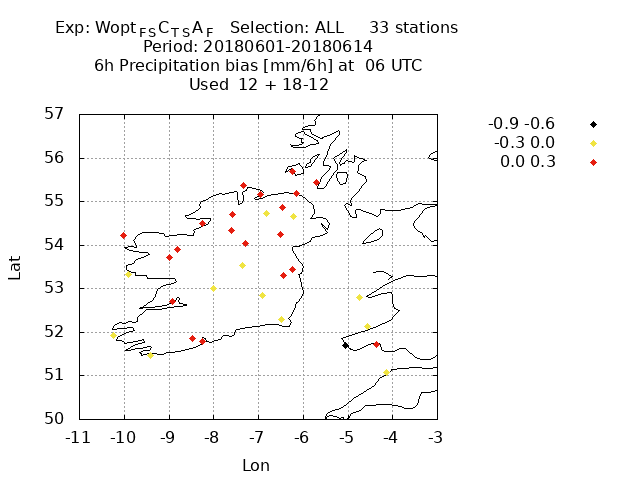 Exp: Wopt FS C TS A F Selection: ALL 33 stations
Period: 20180601-20180614
6h Precipitation bias [mm/6h] at 06 UTC
Used 12 + 18-12
-0.9 -0.6
-0.3 0.0
0.0 0.3
57
56
55
54
53
52
51
50
Lat
-11 -10 -9 -8 -7 -6 -5 -4 -3
Lon